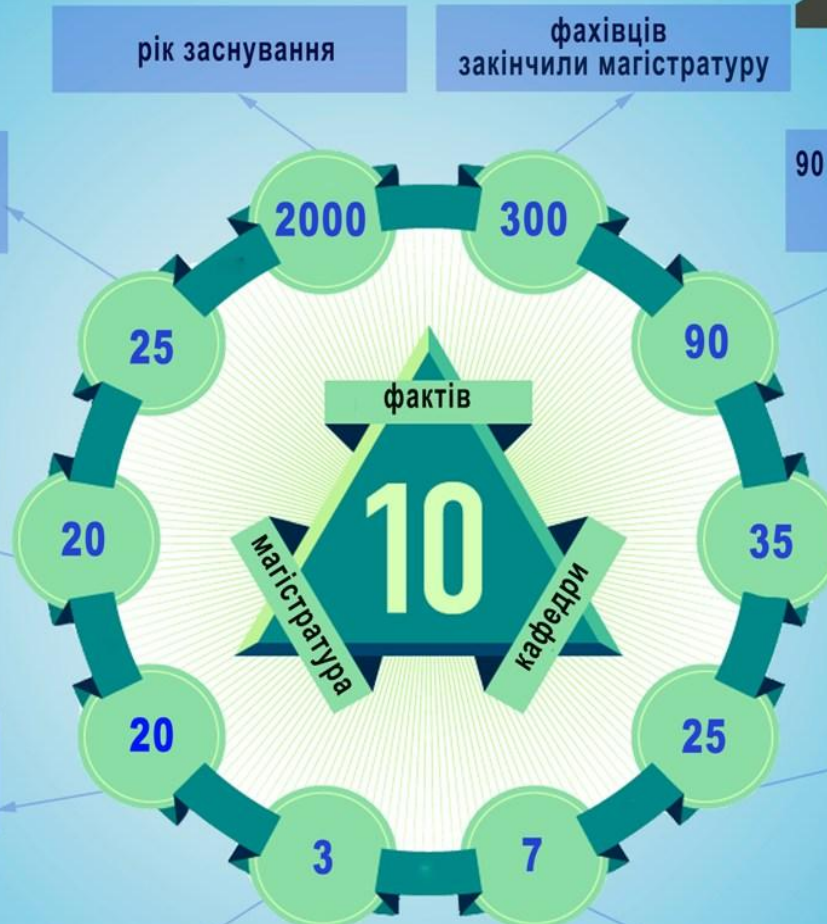 рік заснування
фахівців
закінчили магістратуру
90
2000
300
25
90
фактів
10
20
35
магістратура
кафедри
20
25
3
7